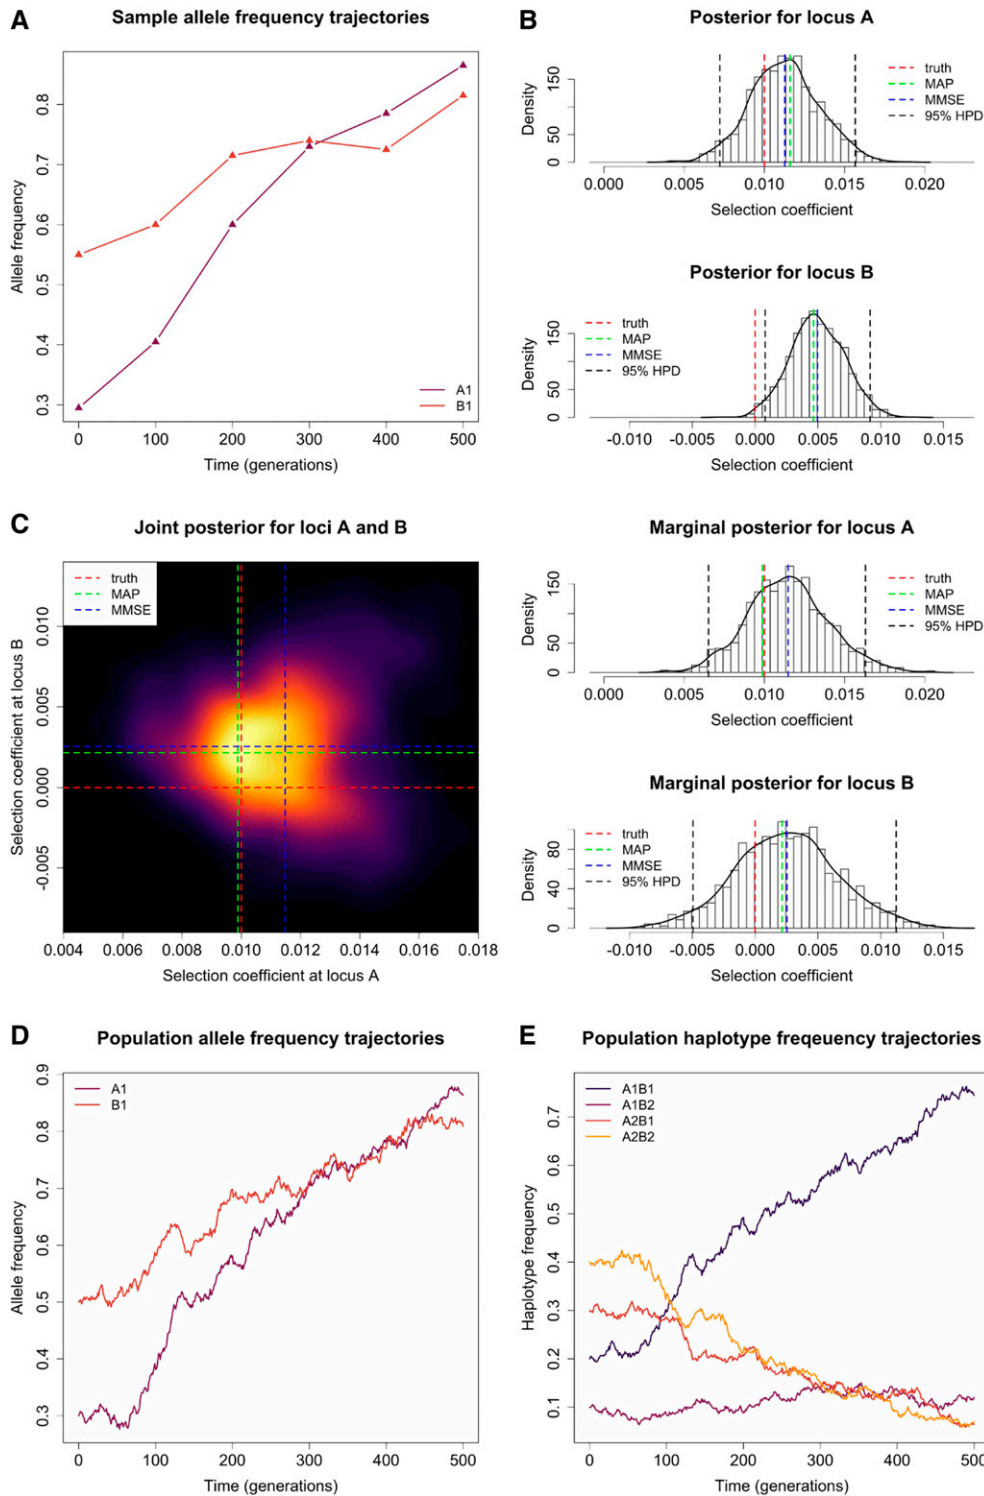 A
Sample allele frequency trajectories
Allele frequency
0.8
0.7
0.6
0.5
0.4
0.3
A1
B1
0 100 200 300 400 500
Time (generations)
B
Posterior for locus A
Density
150
50
0
truth
MAP
MMSE
95% HPD
0.000 0.005 0.010 0.015 0.020
Selection coefficient
Posterior for locus B
Density
150
50
0
truth
MAP
MMSE
95% HPD
-0.010 -0.005 0.000 0.005 0.010 0.015
Selection coefficient
C
Joint posterior for loci A and B
truth
MAP
MMSE
Selection coefficient at locus B
0.010
0.005
0.000
-0.005
0.004 0.006 0.008 0.010 0.012 0.014 0.016 0.018
Selection coefficient at locus A
Marginal posterior for locus A
Density
150
50
0
truth
MAP
MMSE
95% HPD
0.000 0.005 0.010 0.015 0.020
Selection coefficient
Marginal posterior for locus B
Density
80
40
0
truth
MAP
MMSE
95% HPD
-0.010 -0.005 0.000 0.005 0.010 0.015
Selection coefficient
D
Population allele frequency trajectories
A1
B1
Allele frequency
0.9
0.8
0.7
0.6
0.5
0.4
0.3
0 100 200 300 400 500
Time (generations)
E
Population haplotype freqeuency trajectories
A1B1
A1B2
A2B1
A2B2
Haplotype frequency
0.7
0.6
0.5
0.4
0.3
0.2
0.1
0 100 200 300 400 500
Time (generations)